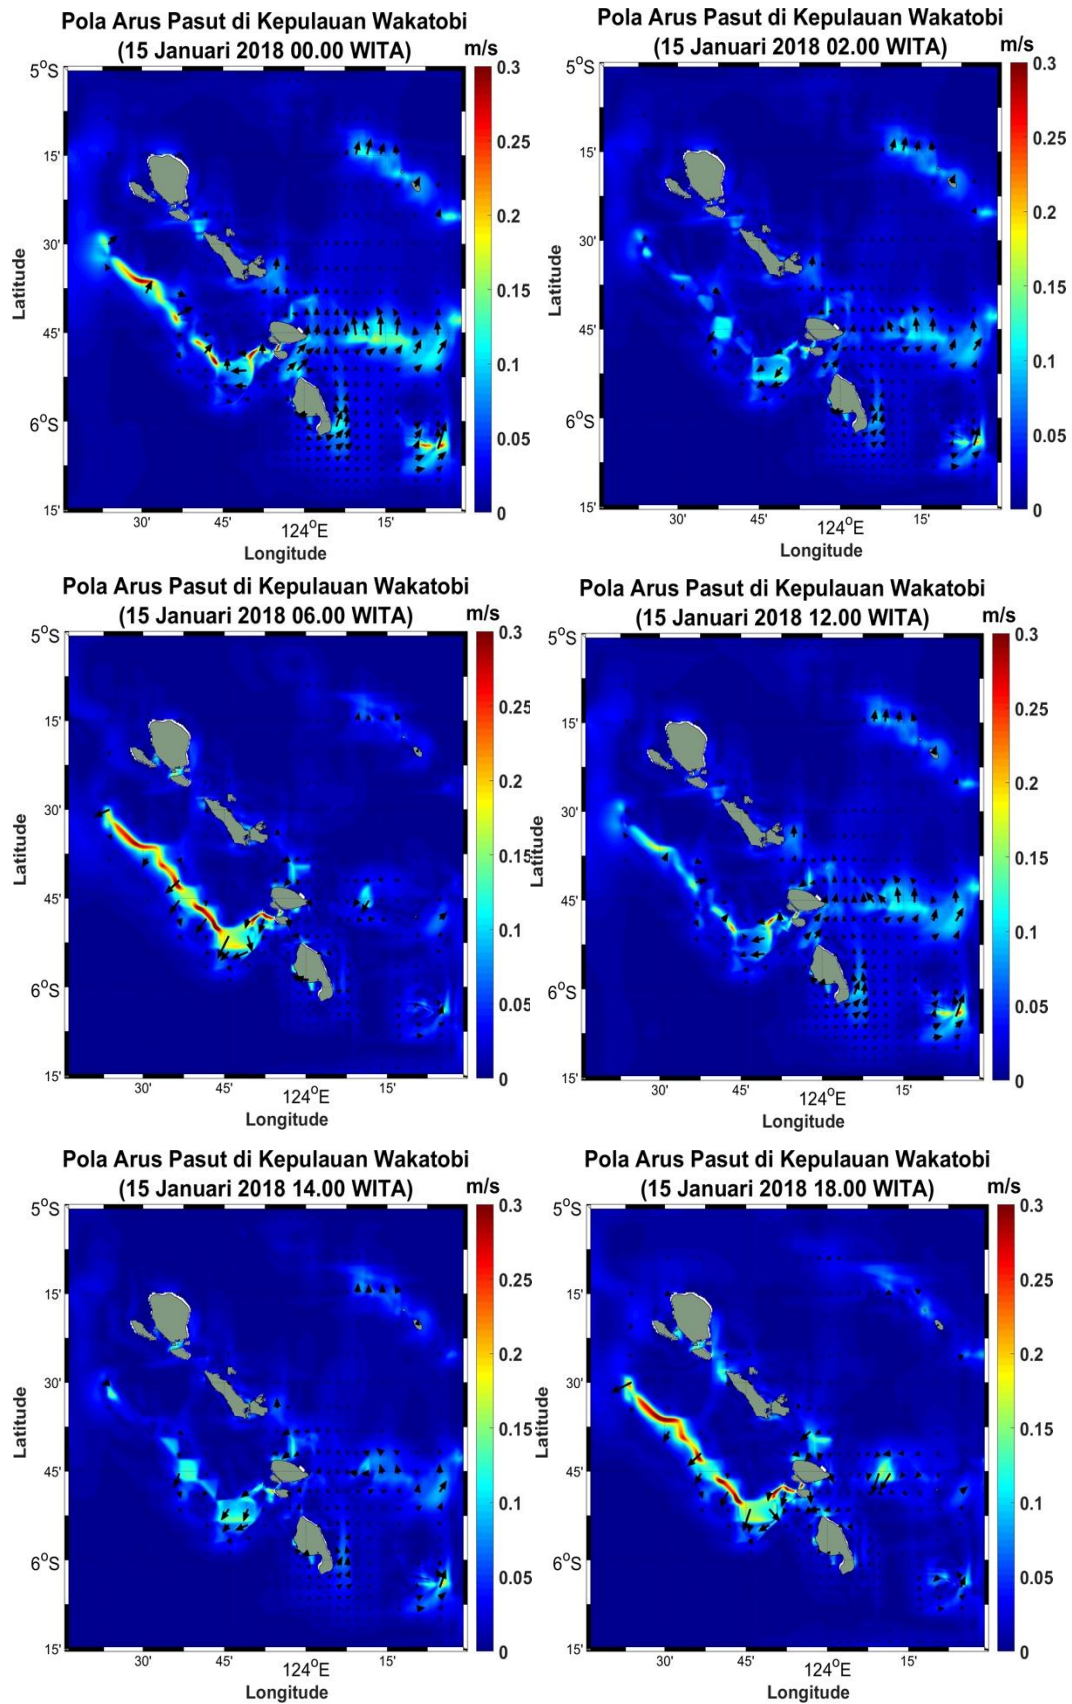 Pola Arus Pasut di Kepulauan Wakatobi
(15 Januari 2018 00.00 WITA)
m/s
5°S
15'
30'
45'
6°S
15'
Latitude
30'
45'
124°E
15'
Longitude
0.3
0.25
0.2
0.15
0.1
0.05
0
Pola Arus Pasut di Kepulauan Wakatobi
(15 Januari 2018 02.00 WITA)
m/s
5°S
15'
30'
45'
6°S
15'
Latitude
30'
45'
124°E
15'
Longitude
0.3
0.25
0.2
0.15
0.1
0.05
0
Pola Arus Pasut di Kepulauan Wakatobi
(15 Januari 2018 06.00 WITA)
m/s
5°S
15'
30'
45'
6°S
15'
Latitude
30'
45'
124°E
15'
Longitude
0.3
0.25
0.2
0.15
0.1
0.05
0
Pola Arus Pasut di Kepulauan Wakatobi
(15 Januari 2018 12.00 WITA)
m/s
5°S
15'
30'
45'
6°S
15'
Latitude
30'
45'
124°E
15'
Longitude
0.3
0.25
0.2
0.15
0.1
0.05
0
Pola Arus Pasut di Kepulauan Wakatobi
(15 Januari 2018 14.00 WITA)
m/s
5°S
15'
30'
45'
6°S
15'
Latitude
30'
45'
124°E
15'
Longitude
0.3
0.25
0.2
0.15
0.1
0.05
0
Pola Arus Pasut di Kepulauan Wakatobi
(15 Januari 2018 18.00 WITA)
m/s
5°S
15'
30'
45'
6°S
15'
Latitude
30'
45'
124°E
15'
Longitude
0.3
0.25
0.2
0.15
0.1
0.05
0